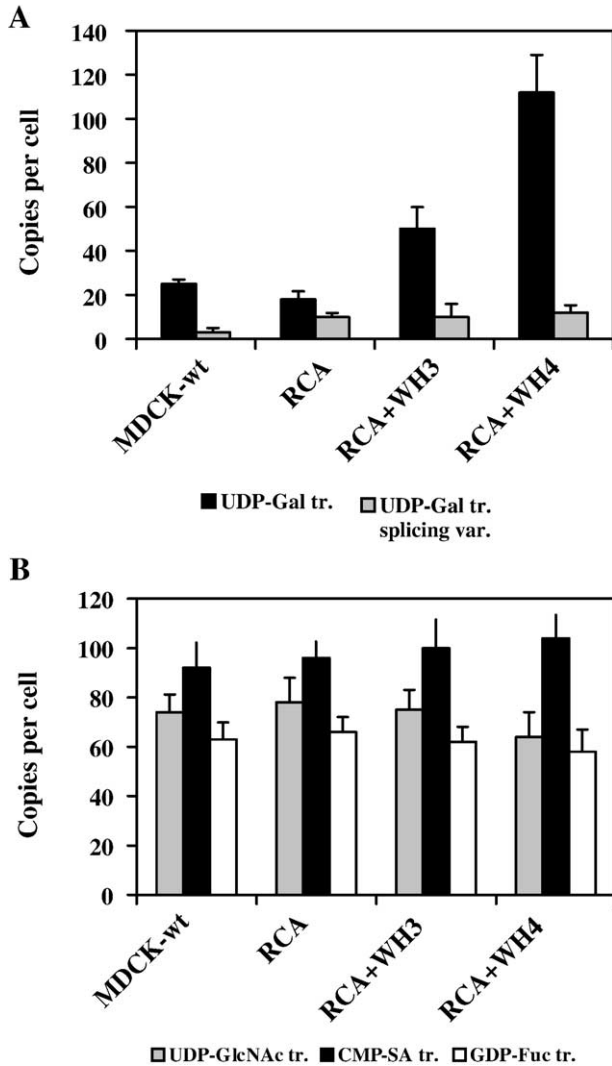 A
140
120
100
80
60
40
20
0
Copies per cell
MDCK-wt
RCA
RCA+WH3
RCA+WH4
UDP-Gal tr. UDP-Gal tr.
splicing var.
B
120
100
80
60
40
20
0
Copies per cell
MDCK-wt
RCA
RCA+WH3
RCA+WH4
UDP-GlcNAc tr. CMP-SA tr. GDP-Fuc tr.